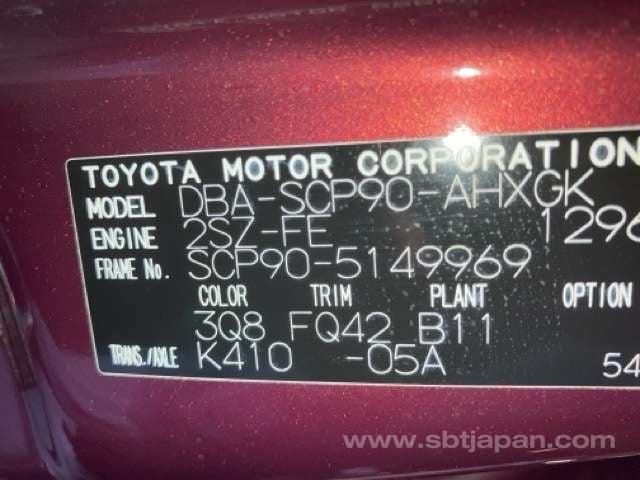 TOYOTA MOTOR CORPORATION
MODEL DBA-SCP90-AHXGK
ENGINE 2SZ-FE 1296
FRAME No. SCP90-5149969
COLOR TRIM PLANT OPTION
3Q8 FQ42 B11
TRANS./AXLE K410 -05A 54
www.sbtjapan.com